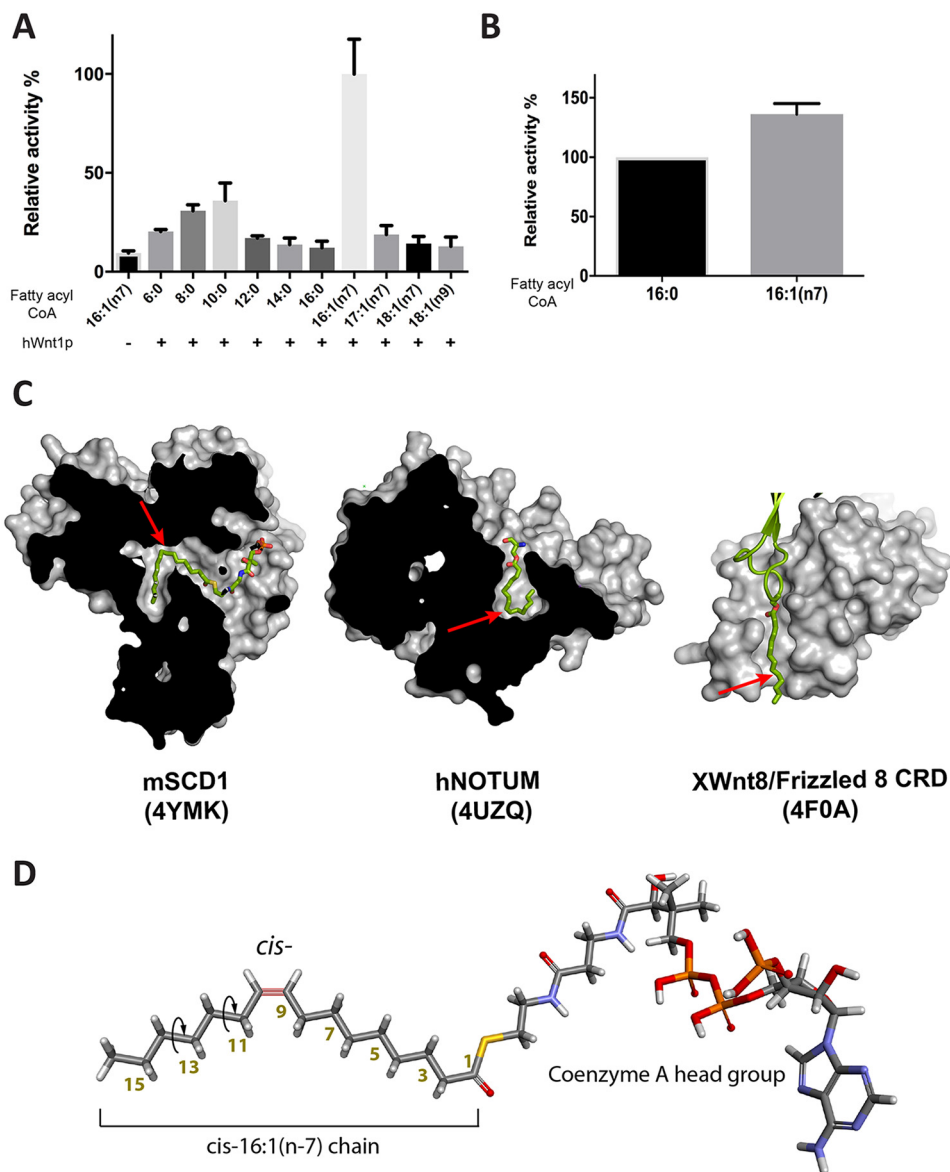 A
Relative activity %
100
50
0
Fatty acyl
CoA
16:1(n7)
6:0
8:0
10:0
12:0
14:0
16:0
16:1(n7)
17:1(n7)
18:1(n7)
18:1(n9)
hWnt1p
- + + + + + + + + + +
B
Relative activity %
150
100
50
0
Fatty acyl
CoA
16:0 16:1(n7)
C
mSCD1
(4YMK)
hNOTUM
(4UZQ)
XWnt8/Frizzled 8 CRD
(4F0A)
D
cis-
15 13 11 9 7 5 3 1
Coenzyme A head group
cis-16:1(n-7) chain